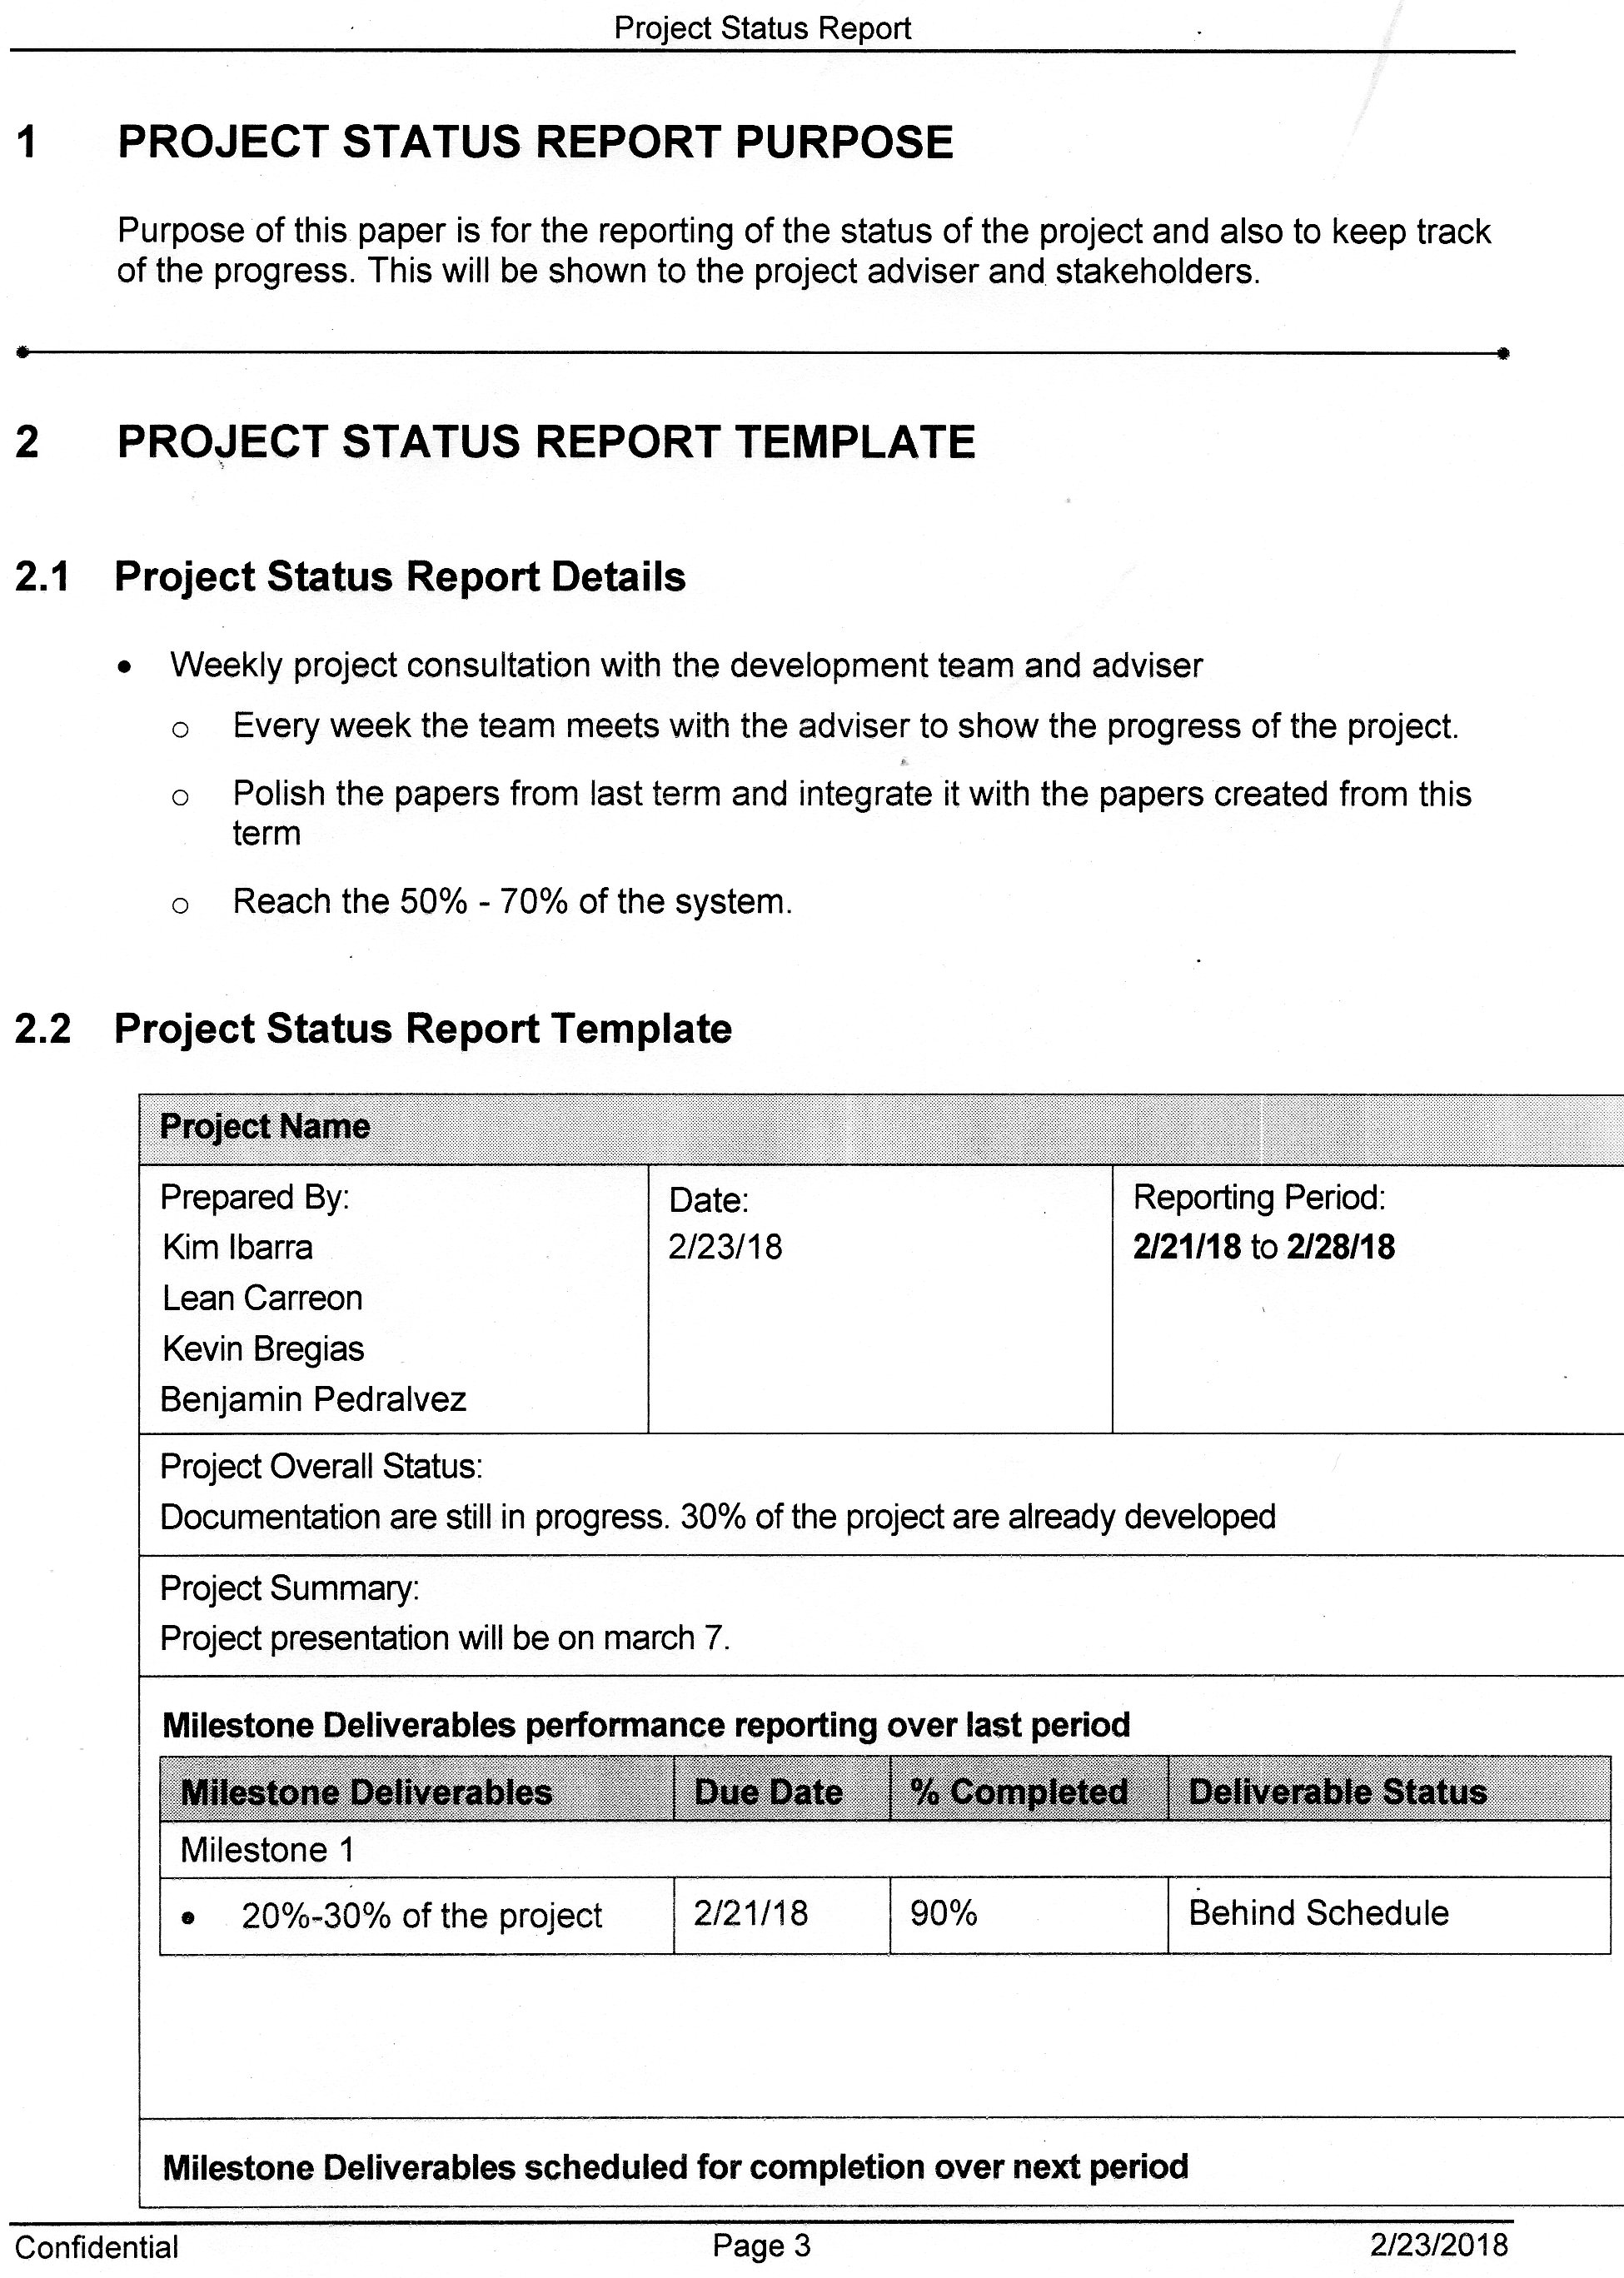 Project Status Report
1 PROJECT STATUS REPORT PURPOSE
Purpose of this paper is for the reporting of the status of the project and also to keep track
of the progress. This will be shown to the project adviser and stakeholders.
2 PROJECT STATUS REPORT TEMPLATE
2.1 Project Status Report Details
• Weekly project consultation with the development team and adviser
o Every week the team meets with the adviser to show the progress of the project.
o Polish the papers from last term and integrate it with the papers created from this
term
o Reach the 50% - 70% of the system.
2.2 Project Status Report Template
Project Name
Prepared By: Date: Reporting Period:
Kim Ibarra 2/23/18 2/21/18 to 2/28/18
Lean Carreon
Kevin Bregias
Benjamin Pedralvez
Project Overall Status:
Documentation are still in progress. 30% of the project are already developed
Project Summary:
Project presentation will be on march 7.
Milestone Deliverables performance reporting over last period
Milestone Deliverables Due Date % Completed Deliverable Status
Milestone 1
• 20%-30% of the project 2/21/18 90% Behind Schedule
Milestone Deliverables scheduled for completion over next period
Confidential Page 3 2/23/2018